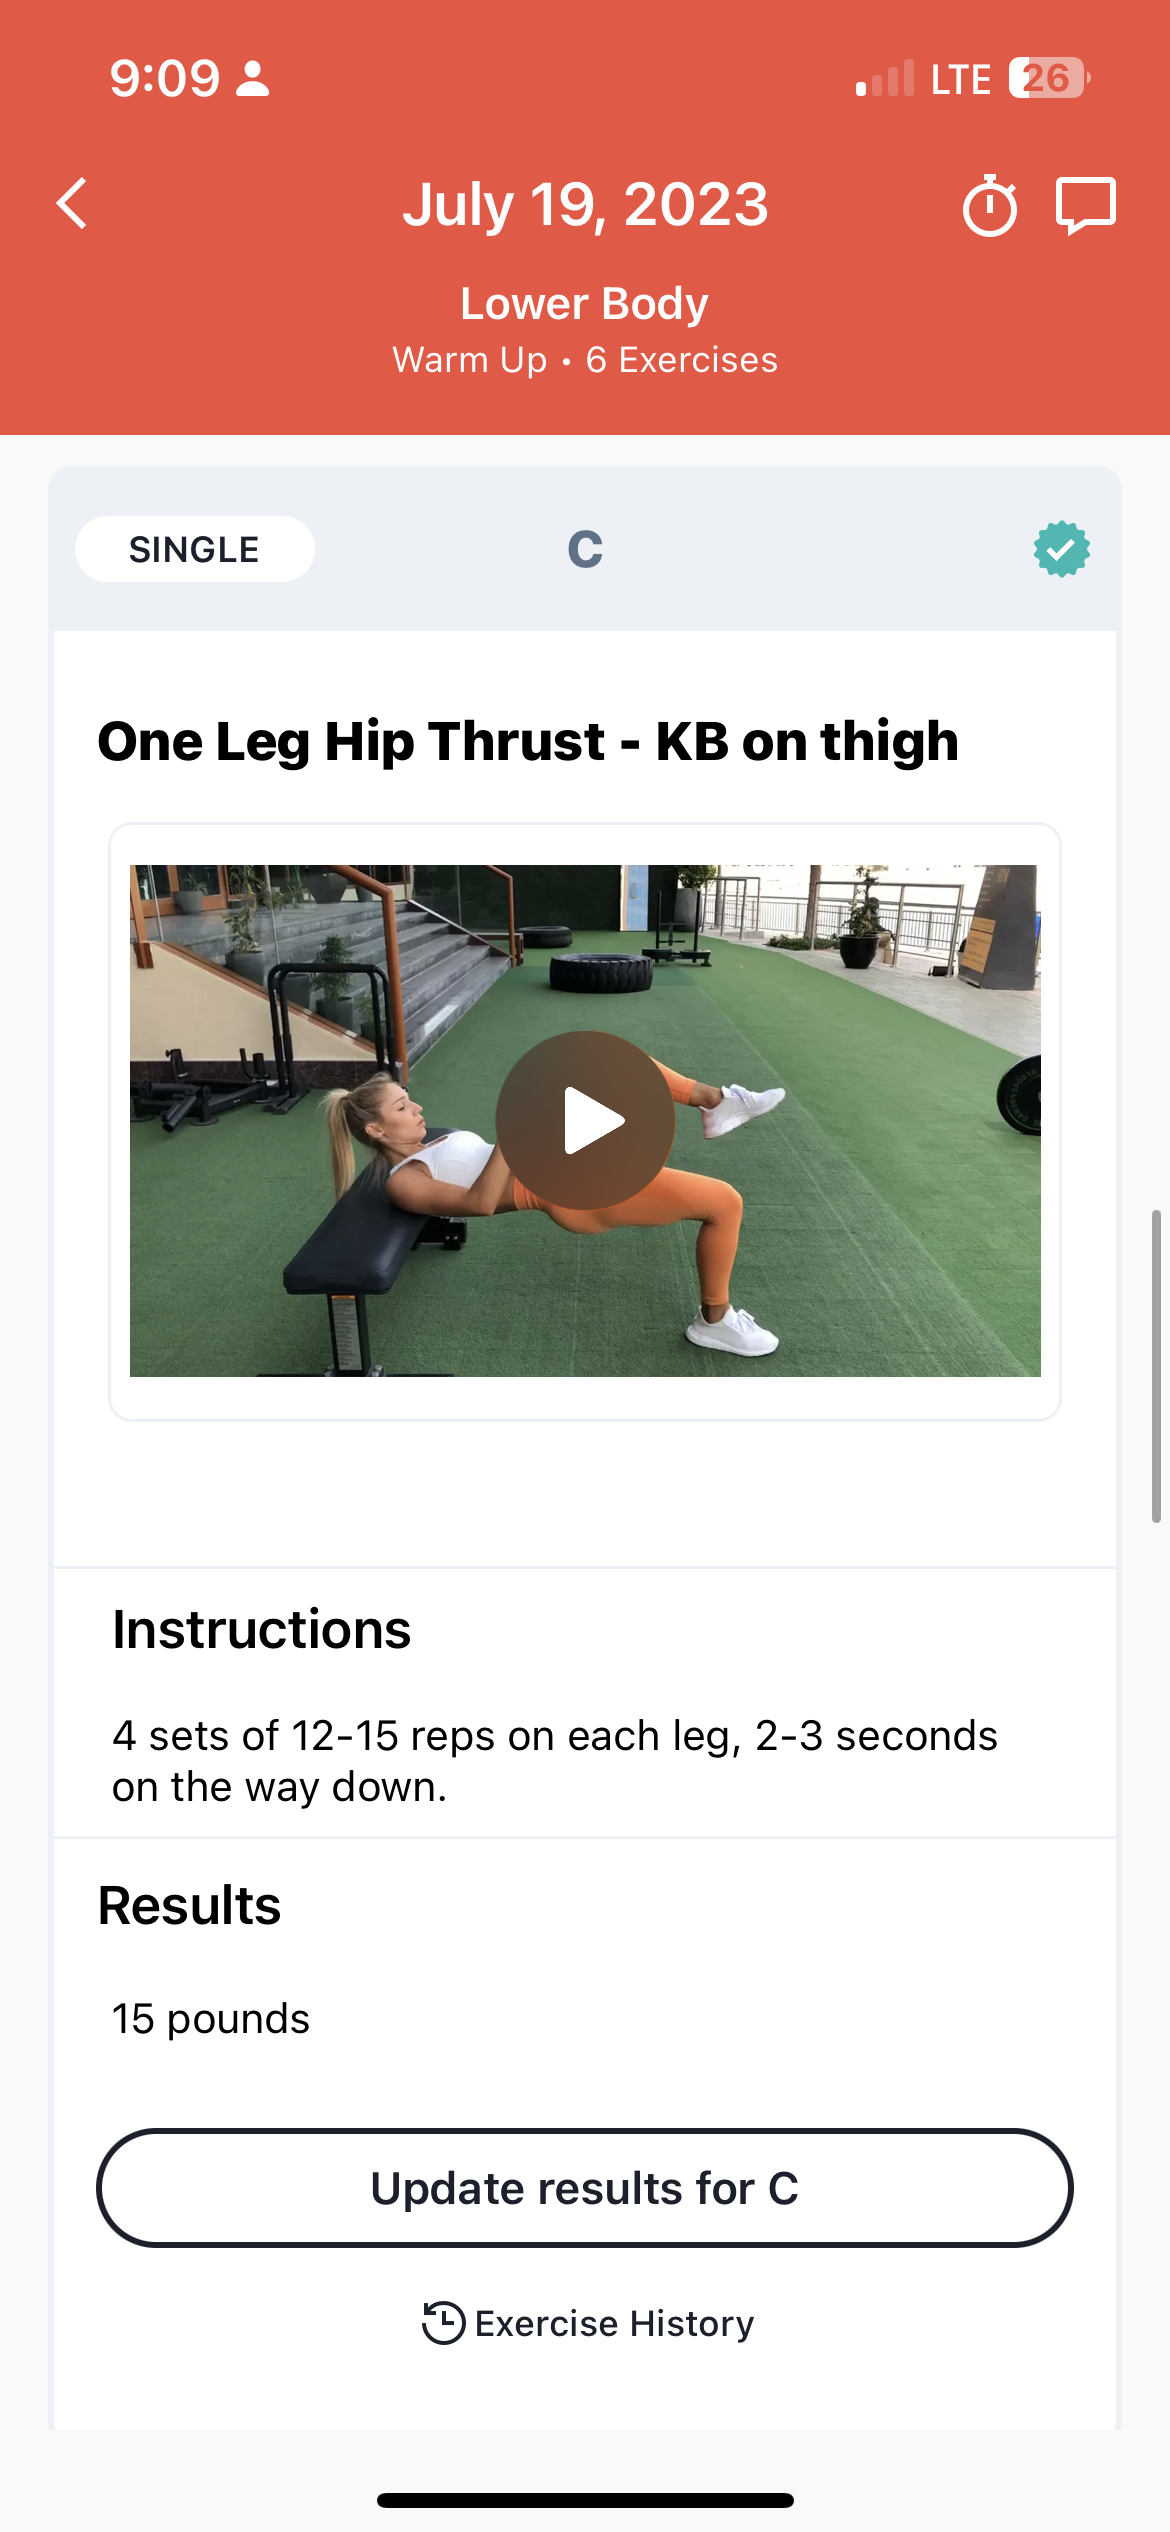 9:09
LTE
26
July 19, 2023
Lower Body
Warm Up • 6 Exercises
SINGLE
C
One Leg Hip Thrust - KB on thigh
Instructions
4 sets of 12-15 reps on each leg, 2-3 seconds
on the way down.
Results
15 pounds
Update results for C
Exercise History